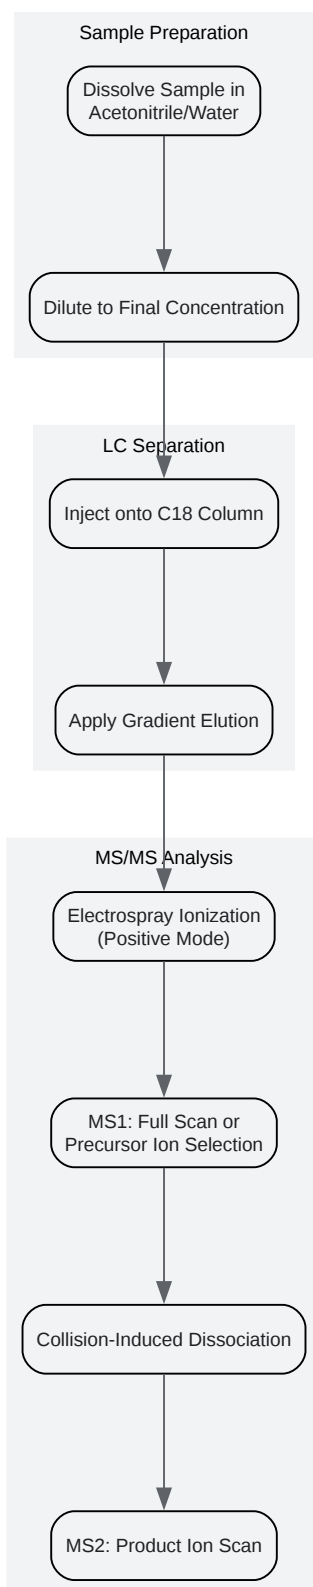 Sample Preparation
Dissolve Sample in
Acetonitrile/Water
Dilute to Final Concentration
LC Separation
Inject onto C18 Column
Apply Gradient Elution
MS/MS Analysis
Electrospray Ionization
(Positive Mode)
MS1: Full Scan or
Precursor Ion Selection
Collision-Induced Dissociation
MS2: Product Ion Scan